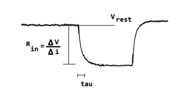 Vrest
Rin = ΔV
Δi
tau